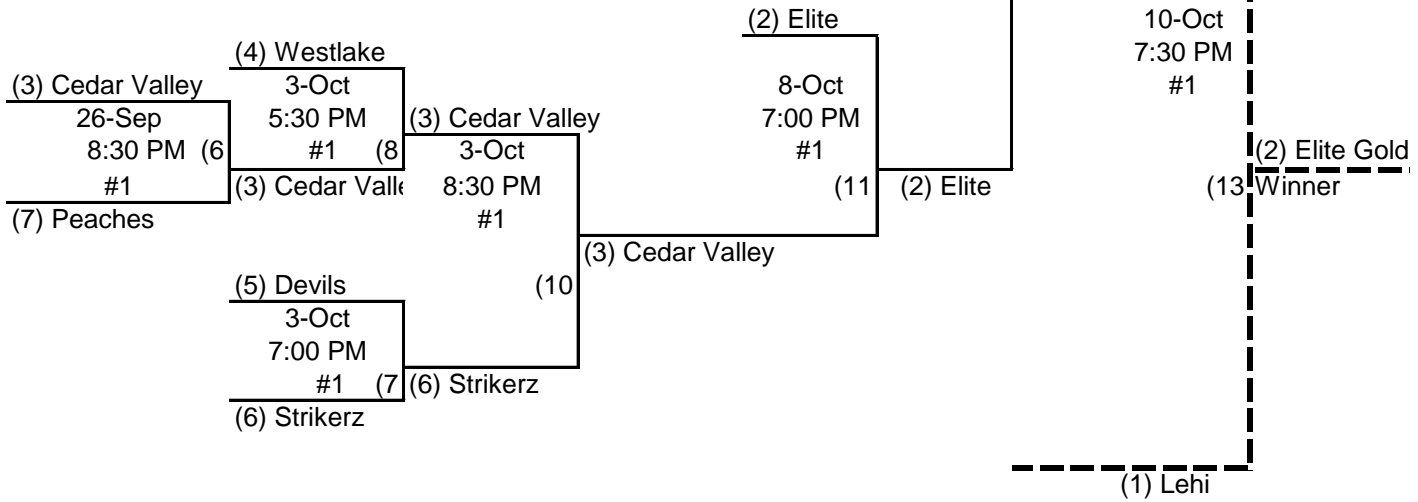 (2) Elite
10-Oct
(4) Westlake
7:30 PM
(3) Cedar Valley
3-Oct
8-Oct
#1
26-Sep
5:30 PM
(3) Cedar Valley
7:00 PM
8:30 PM (6
#1 (8
3-Oct
#1
(2) Elite Gold
#1
(3) Cedar Valle
8:30 PM
(11
(2) Elite
(13
Winner
(7) Peaches
#1
(3) Cedar Valley
(5) Devils
(10
3-Oct
7:00 PM
#1 (7
(6) Strikerz
(6) Strikerz
(1) Lehi